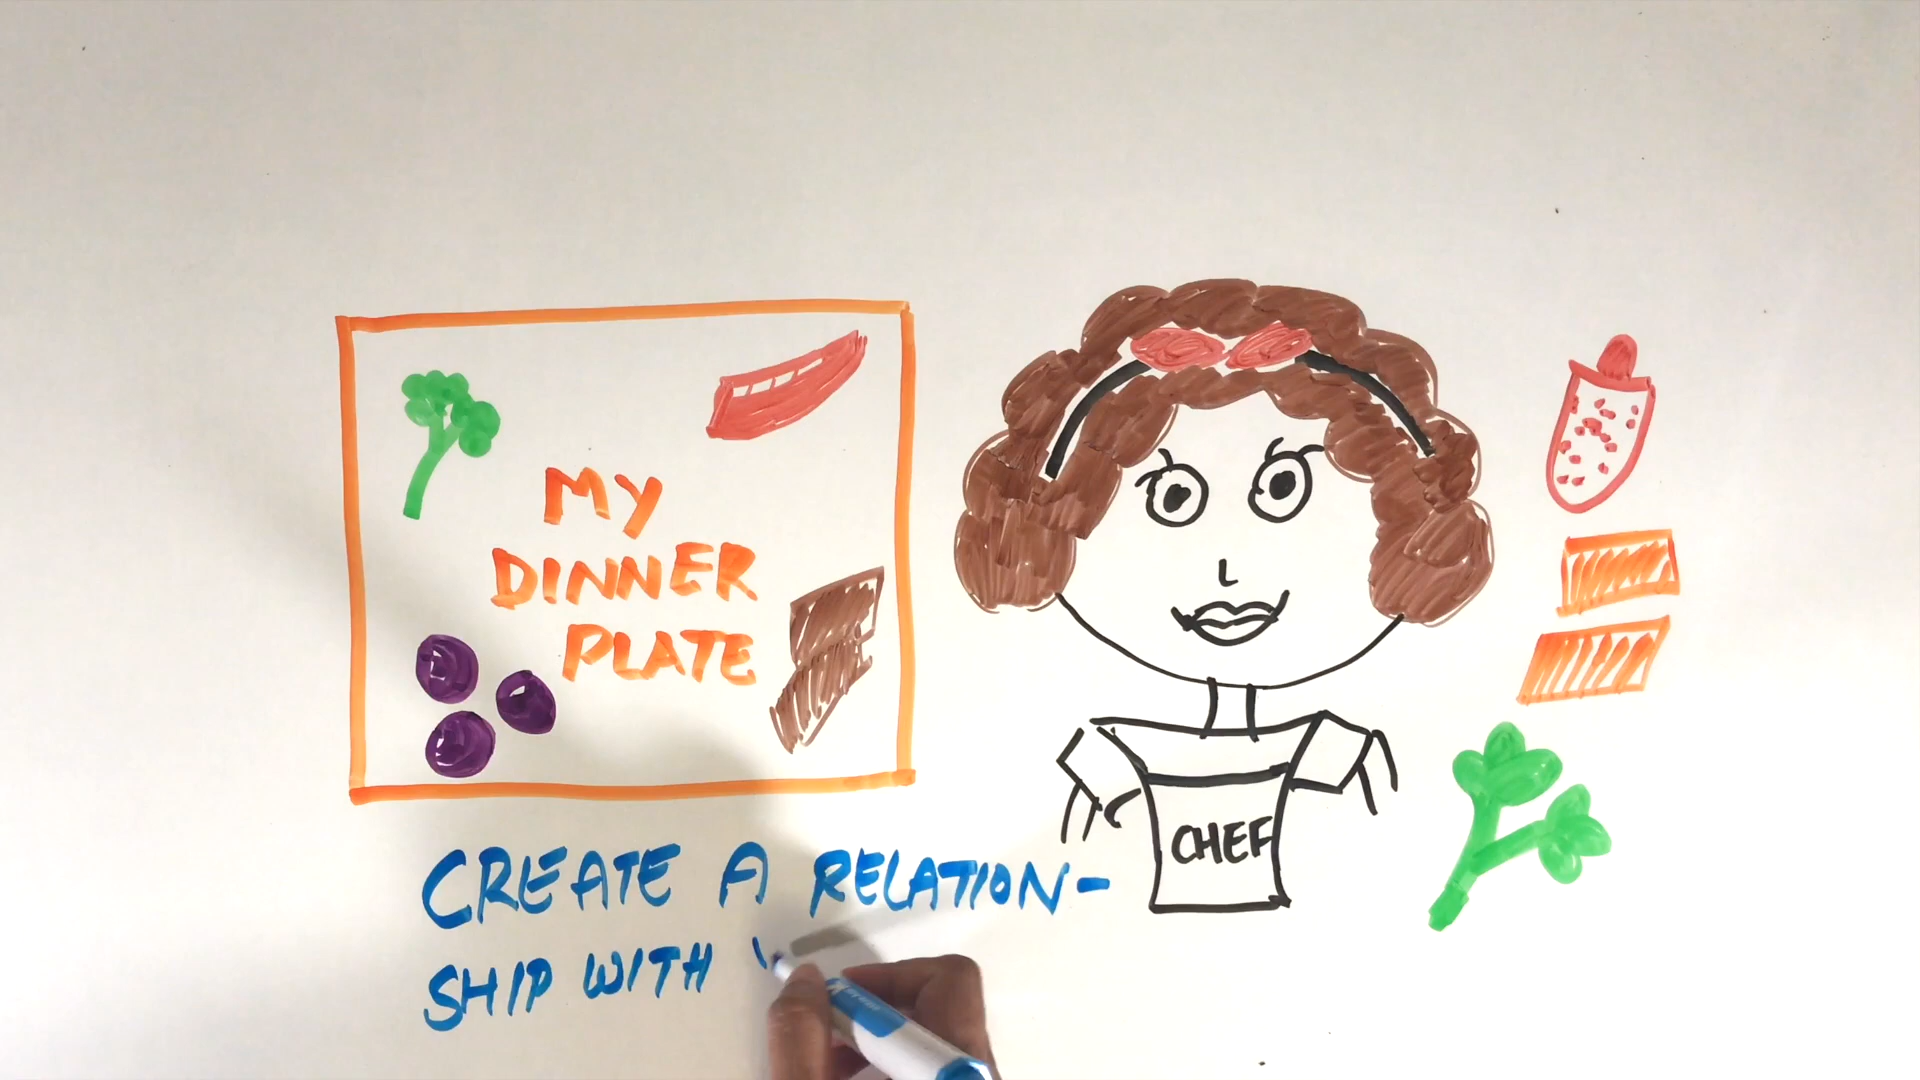 MY
DINNER
PLATE
CHEF
CREATE A RELATION-
SHIP WITH